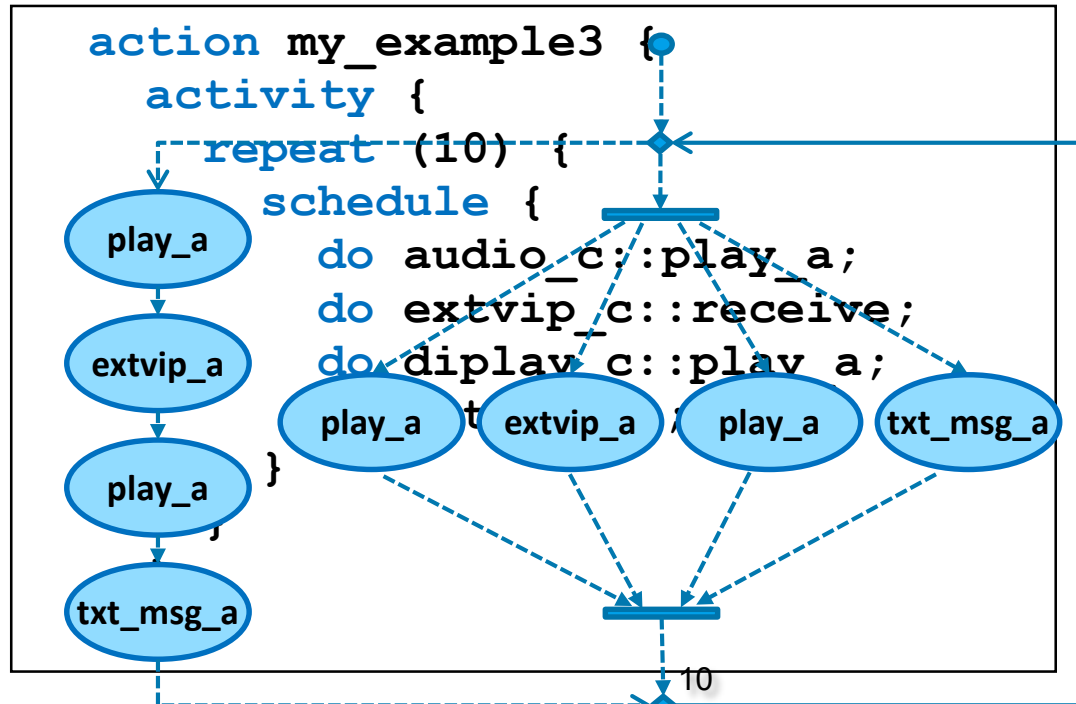 action my_example3 {
activity {
repeat (10) {
schedule {
do audio_c::play_a;
do extvip_c::receive;
do diplay_c::play_a;
t ;
}
}
play_a
extvip_a
play_a
txt_msg_a
play_a
extvip_a
play_a
txt_msg_a
10